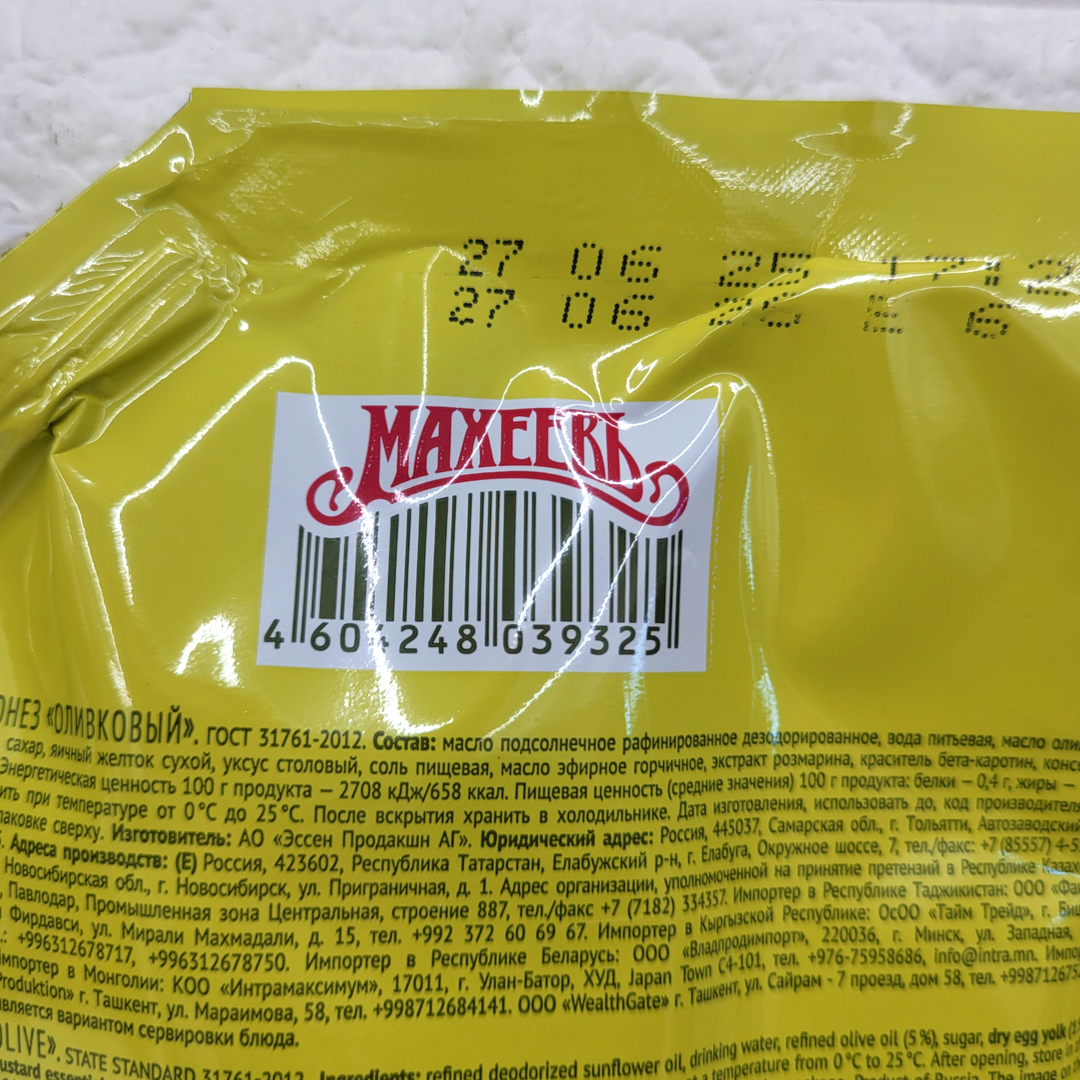 27 06 25 1712
27 06 26 E 6
МАХЕЕВЪ
4 604248 039325
ОНЕЗ «ОЛИВКОВЫЙ». ГОСТ 31761-2012. Состав: масло подсолнечное рафинированное дезодорированное, вода питьевая, масло
сахар, яичный желток сухой, уксус столовый, соль пищевая, масло эфирное горчичное, экстракт розмарина, краситель бета-каротин,
Энергетическая ценность 100 г продукта — 2708 кДж/658 ккал. Пищевая ценность (средние значения) 100 г продукта: белки — 0,4 г, жиры —
ить при температуре от 0 °C до 25 °C. После вскрытия хранить в холодильнике. Дата изготовления, использовать до, код производителя
паковке сверху. Изготовитель: АО «Эссен Продакшн АГ». Юридический адрес: Россия, 445037, Самарская обл., г. Тольятти, Автозаводский
Адреса производств: (Е) Россия, 423602, Республика Татарстан, Елабужский р-н, г. Елабуга, Окружное шоссе, 7, тел./факс: +7 (85557)
Новосибирская обл., г. Новосибирск, ул. Приграничная, д. 1. Адрес организации, уполномоченной на принятие претензий в Республике
Павлодар, Промышленная зона Центральная, строение 887, тел./факс +7 (7182) 334357. Импортер в Республике Таджикистан: ООО
Фирдавси, ул. Мирали Махмадали, д. 15, тел. +992 372 60 69 67. Импортер в Кыргызской Республике: ОсОО «Тайм Трейд», г.
+996312678717, +996312678750. Импортер в Республике Беларусь: ООО «Владпродимпорт», 220036, г. Минск, ул. Западная,
мпортер в Монголии: КОО «Интрамаксимум», 17011, г. Улан-Батор, ХУД, Japan Town C4-101, тел. +976-75958686, info@intra.mn.
Produktion» г. Ташкент, ул. Мараимова, 58, тел. +998712684141. ООО «WealthGate» г. Ташкент, ул. Сайрам - 7 проезд, дом 58, тел.
вляется вариантом сервировки блюда.
OLIVE». STATE STANDARD 31761-2012. Ingredients: refined deodorized sunflower oil, drinking water, refined olive oil (5 %), sugar, dry egg yolk
temperature from 0 °C to 25 °C. After opening, store in